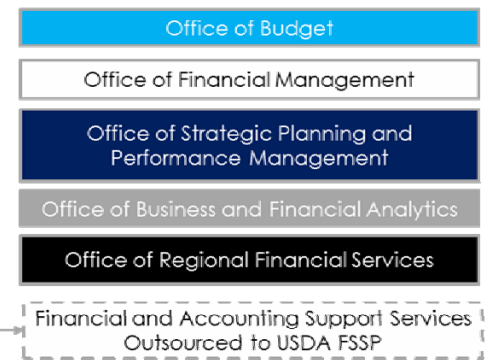 Office of Budget
Office of Financial Management
Office of Strategic Planning and
Performance Management
Office of Business and Financial Analytics
Office of Regional Financial Services
Financial and Accounting Support Services
Outsourced to USDA FSSP